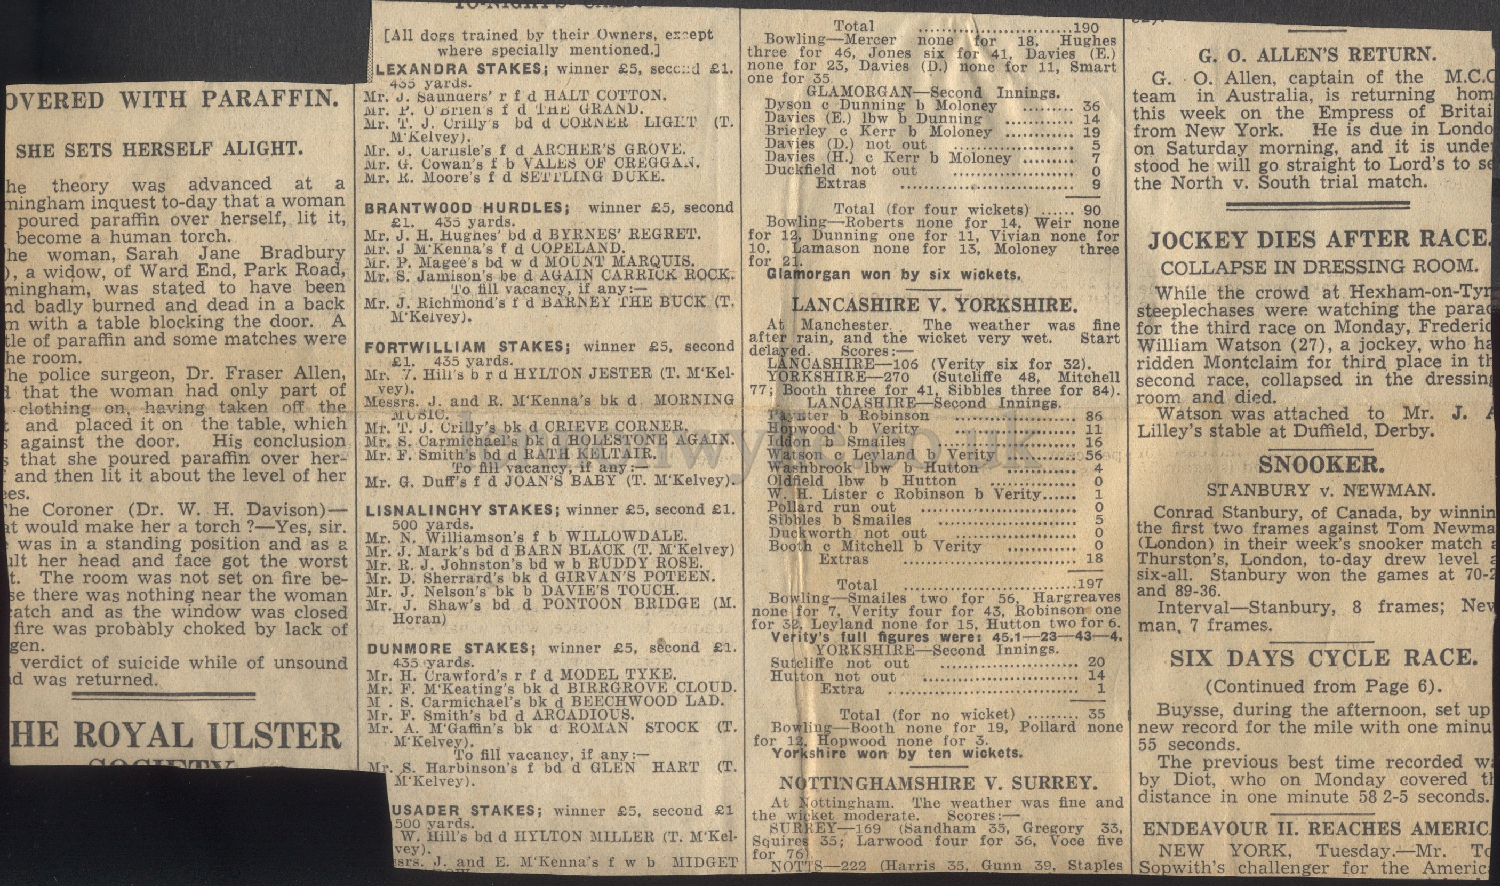 OVERED WITH PARAFFIN.
SHE SETS HERSELF ALIGHT.
he theory was advanced at a
mingham inquest to-day that a woman
poured paraffin over herself, lit it,
become a human torch.
he woman, Sarah Jane Bradbury
), a widow, of Ward End, Park Road,
mingham, was stated to have been
nd badly burned and dead in a back
m with a table blocking the door. A
tle of paraffin and some matches were
he room.
he police surgeon, Dr. Fraser Allen,
d that the woman had only part of
clothing on, having taken off the
t and placed it on the table, which
s against the door. His conclusion
s that she poured paraffin over her-
f and then lit it about the level of her
ees.
The Coroner (Dr. W. H. Davison)—
at would make her a torch?—Yes, sir.
was in a standing position and as a
ult her head and face got the worst
t. The room was not set on fire be-
se there was nothing near the woman
catch and as the window was closed
fire was probably choked by lack of
gen.
verdict of suicide while of unsound
d was returned.
HE ROYAL ULSTER
SOCIETY
[All dogs trained by their Owners, except
where specially mentioned.]
LEXANDRA STAKES; winner £5, second £1.
435 yards.
Mr. J. Saunders' r f d HALT COTTON.
Mr. P. O'Brien's f d THE GRAND.
Mr. T. J. Crilly's bd d CORNER LIGHT (T.
M'Kelvey).
Mr. J. Carlisle's f d ARCHER'S GROVE.
Mr. G. Cowan's f b VALES OF CREGGAN.
Mr. R. Moore's f d SETTLING DUKE.
BRANTWOOD HURDLES; winner £5, second
£1. 435 yards.
Mr. J. H. Hughes' bd d BYRNES' REGRET.
Mr. J M'Kenna's f d COPELAND.
Mr. P. Magee's bd w d MOUNT MARQUIS.
Mr. S. Jamison's be d AGAIN CARRICK ROCK.
To fill vacancy, if any:—
Mr. J. Richmond's f d BARNEY THE BUCK (T.
M'Kelvey).
FORTWILLIAM STAKES; winner £5, second
£1. 435 yards.
Mr. Hill's b r d HYLTON JESTER (T. M'Kel-
vey).
Messrs. J. and R. M'Kenna's bk d MORNING
MUSIC.
Mr. T. J. Crilly's bk d CRIEVE CORNER.
Mr. S. Carmichael's bk d HOLESTONE AGAIN.
Mr. F. Smith's bd d RATH KELTAIR.
To fill vacancy, if any:—
Mr. G. Duff's f d JOAN'S BABY (T. M'Kelvey).
LISNALINCHY STAKES; winner £5, second £1.
500 yards.
Mr. N. Williamson's f b WILLOWDALE.
Mr. J. Mark's bd d BARN BLACK (T. M'Kelvey)
Mr. R. J. Johnston's bd w b RUDDY ROSE.
Mr. D. Sherrard's bk d GIRVAN'S POTEEN.
Mr. J. Nelson's bk b DAVIE'S TOUCH.
Mr. J. Shaw's bd d PONTOON BRIDGE (M.
Horan)
DUNMORE STAKES; winner £5, second £1.
435 yards.
Mr. H. Crawford's r f d MODEL TYKE.
Mr. F. M'Keating's bk d BIRRGROVE CLOUD.
M . S. Carmichael's bk d BEECHWOOD LAD.
Mr. F. Smith's bd d ARCADIOUS.
Mr. A. M'Gaffin's bk d ROMAN STOCK (T.
M'Kelvey).
To fill vacancy, if any:—
Mr. S. Harbinson's f bd d GLEN HART (T.
M'Kelvey).
USADER STAKES; winner £5, second £1
500 yards.
W. Hill's bd d HYLTON MILLER (T. M'Kel-
vey).
srs. J. and E. M'Kenna's f w b MIDGET
Total 190
Bowling—Mercer none for 18, Hughes
three for 46, Jones six for 41, Davies (E.)
none for 23, Davies (D.) none for 11, Smart
one for 35.
GLAMORGAN—Second Innings.
Dyson c Dunning b Moloney ......... 36
Davies (E.) lbw b Dunning ......... 14
Brierley c Kerr b Moloney ......... 19
Davies (D.) not out ......... 5
Davies (H.) c Kerr b Moloney ......... 7
Duckfield not out ......... 0
Extras ......... 9
Total (for four wickets) ...... 90
Bowling—Roberts none for 14, Weir none
for 12, Dunning one for 11, Vivian none for
10, Lamason none for 13, Moloney three
for 21.
Glamorgan won by six wickets.
LANCASHIRE V. YORKSHIRE.
At Manchester. The weather was fine
after rain, and the wicket very wet. Start
delayed. Scores:—
LANCASHIRE—106 (Verity six for 32).
YORKSHIRE—270 (Sutcliffe 48, Mitchell
77; Booth three for 41, Sibbles three for 84).
LANCASHIRE—Second Innings.
Paynter b Robinson ......... 86
Hopwood b Verity ......... 11
Iddon b Smailes ......... 16
Watson c Leyland b Verity ......... 56
Washbrook lbw b Hutton ......... 4
Oldfield lbw b Hutton ......... 0
W. H. Lister c Robinson b Verity...... 1
Pollard run out ......... 0
Sibbles b Smailes ......... 5
Duckworth not out ......... 0
Booth c Mitchell b Verity ......... 0
Extras ......... 18
Total ......... 197
Bowling—Smailes two for 56, Hargreaves
none for 7, Verity four for 43, Robinson one
for 32, Leyland none for 15, Hutton two for 6.
Verity's full figures were: 45.1—23—43—4.
YORKSHIRE—Second Innings.
Sutcliffe not out ......... 20
Hutton not out ......... 14
Extra ......... 1
Total (for no wicket) ........ 35
Bowling—Booth none for 19, Pollard none
for 12, Hopwood none for 3.
Yorkshire won by ten wickets.
NOTTINGHAMSHIRE V. SURREY.
At Nottingham. The weather was fine and
the wicket moderate. Scores:—
SURREY—169 (Sandham 35, Gregory 33,
Squires 35; Larwood four for 36, Voce five
for 76).
NOTTS—222 (Harris 35, Gunn 39, Staples
G. O. ALLEN'S RETURN.
G. O. Allen, captain of the M.C.C
team in Australia, is returning hom
this week on the Empress of Britai
from New York. He is due in Londo
on Saturday morning, and it is under
stood he will go straight to Lord's to se
the North v. South trial match.
JOCKEY DIES AFTER RACE.
COLLAPSE IN DRESSING ROOM.
While the crowd at Hexham-on-Tyn
steeplechases were watching the parad
for the third race on Monday, Frederic
William Watson (27), a jockey, who ha
ridden Montclaim for third place in th
second race, collapsed in the dressing
room and died.
Watson was attached to Mr. J. A
Lilley's stable at Duffield, Derby.
SNOOKER.
STANBURY v. NEWMAN.
Conrad Stanbury, of Canada, by winnin
the first two frames against Tom Newma
(London) in their week's snooker match a
Thurston's, London, to-day drew level a
six-all. Stanbury won the games at 70-2
and 89-36.
Interval—Stanbury, 8 frames; New
man, 7 frames.
SIX DAYS CYCLE RACE.
(Continued from Page 6).
Buysse, during the afternoon, set up
new record for the mile with one minu
55 seconds.
The previous best time recorded wa
by Diot, who on Monday covered th
distance in one minute 58 2-5 seconds.
ENDEAVOUR II. REACHES AMERIC
NEW YORK, Tuesday.—Mr. To
Sopwith's challenger for the Americ